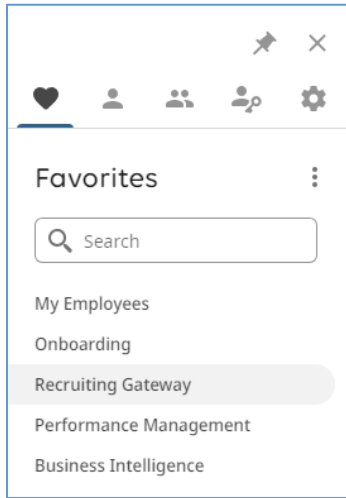 Favorites
Search
My Employees
Onboarding
Recruiting Gateway
Performance Management
Business Intelligence